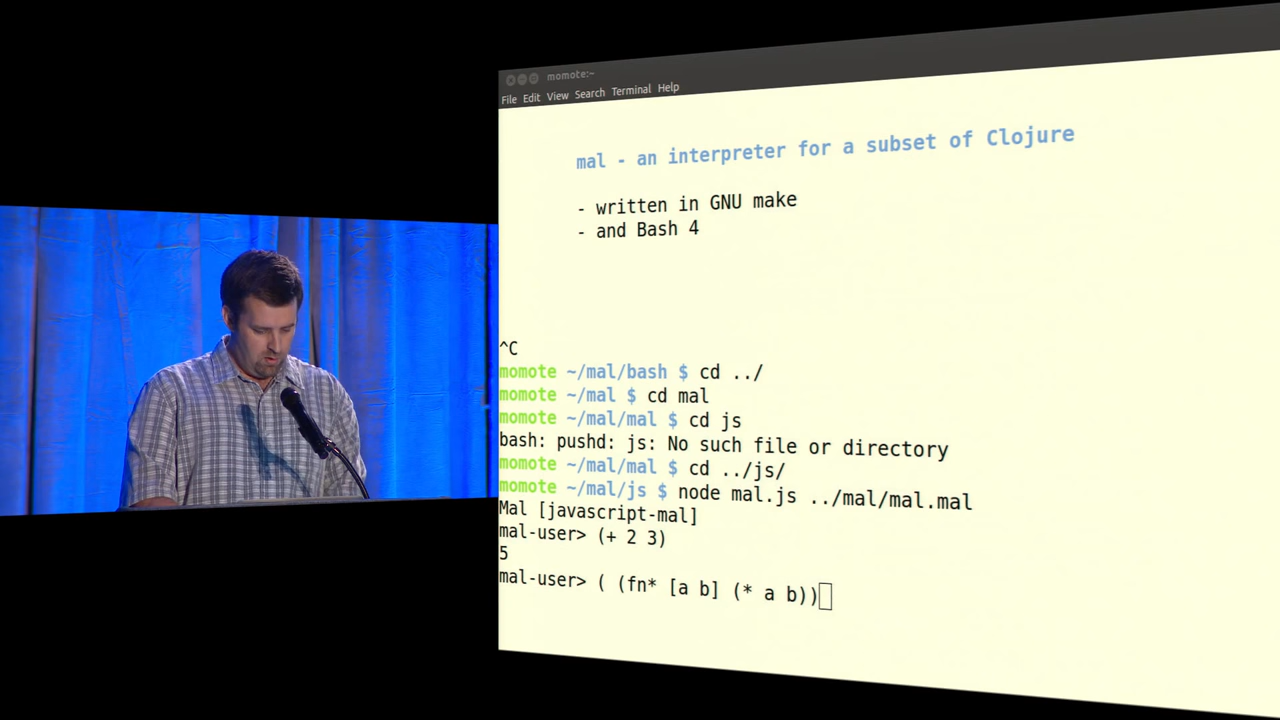 momote:~
File Edit View Search Terminal Help
mal - an interpreter for a subset of Clojure
- written in GNU make
- and Bash 4
^C
momote ~/mal/bash $ cd ../
momote ~/mal $ cd mal
momote ~/mal/mal $ cd js
bash: pushd: js: No such file or directory
momote ~/mal/mal $ cd ../js/
momote ~/mal/js $ node mal.js ../mal/mal.mal
Mal [javascript-mal]
mal-user> (+ 2 3)
5
mal-user> ( (fn* [a b] (* a b))